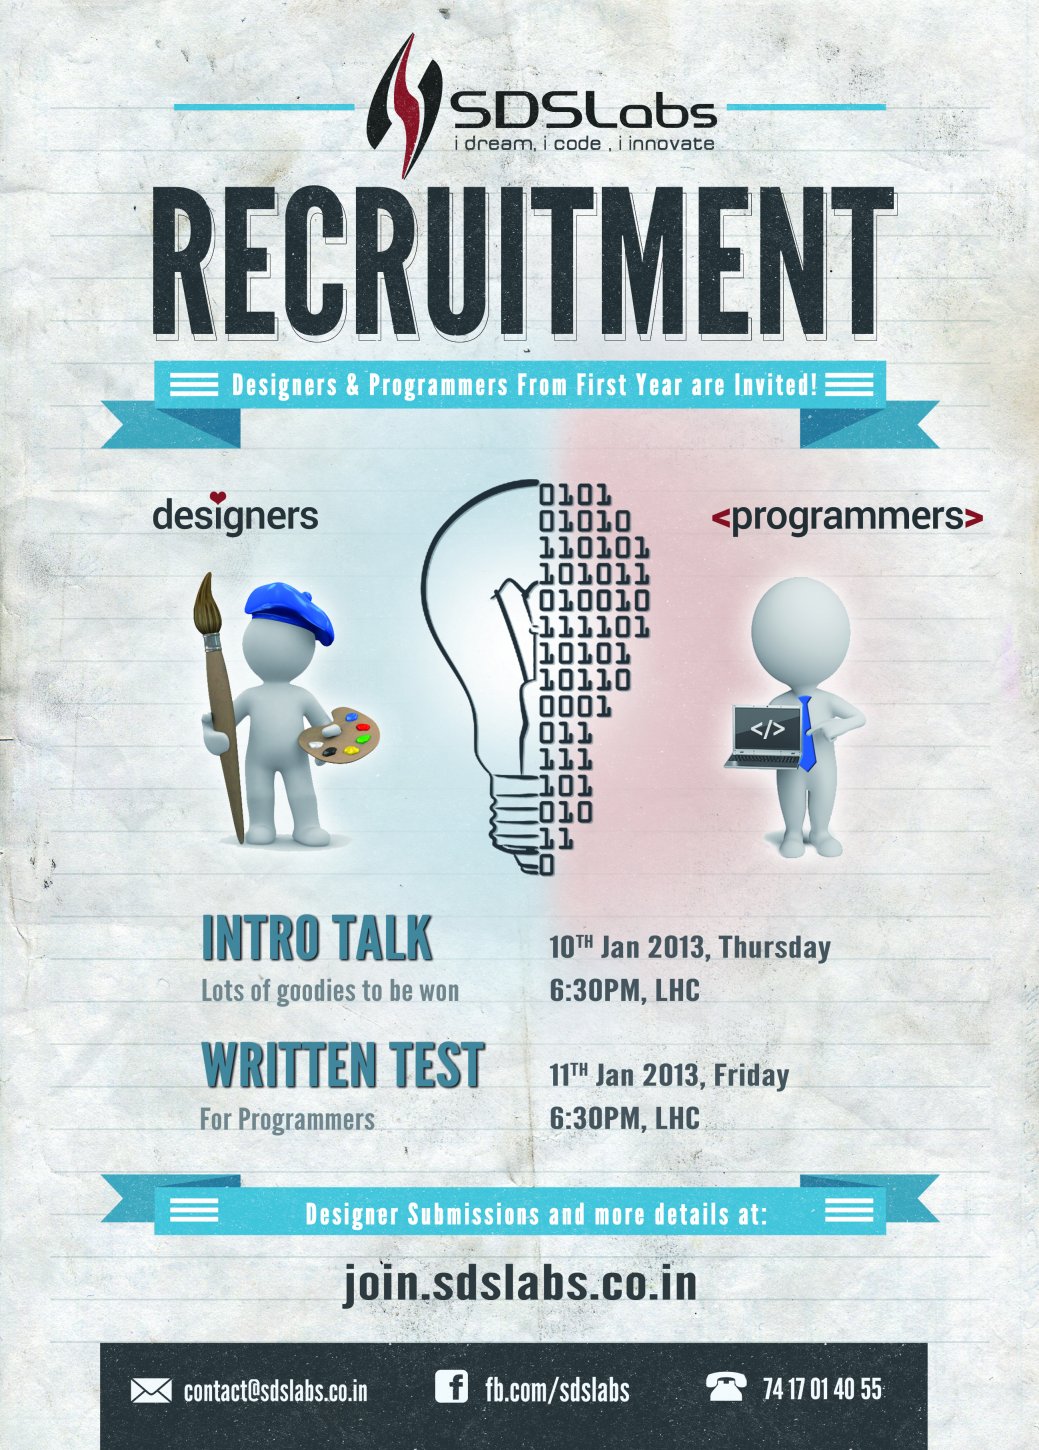 SDSLabs
i dream, i code , i innovate
RECRUITMENT
Designers & Programmers From First Year are Invited!
designers
<programmers>
0101
01010
110101
101011
010010
111101
10101
10110
0001
011
111
101
010
11
0
</>
INTRO TALK
Lots of goodies to be won
10TH Jan 2013, Thursday
6:30PM, LHC
WRITTEN TEST
For Programmers
11TH Jan 2013, Friday
6:30PM, LHC
Designer Submissions and more details at:
join.sdslabs.co.in
contact@sdslabs.co.in
fb.com/sdslabs
74 17 01 40 55